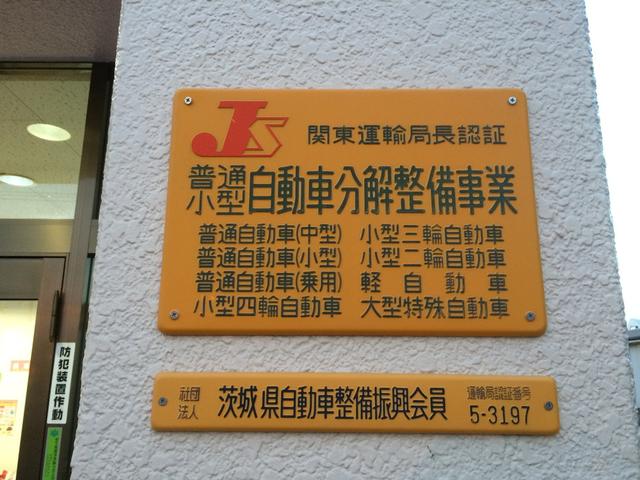 JS 関東運輸局長認証
普通小型自動車分解整備事業
普通自動車(中型) 小型三輪自動車
普通自動車(小型) 小型二輪自動車
普通自動車(乗用) 軽自動車
小型四輪自動車 大型特殊自動車
社団法人 茨城県自動車整備振興会員 運輸局認証番号 5-3197
防犯装置作動